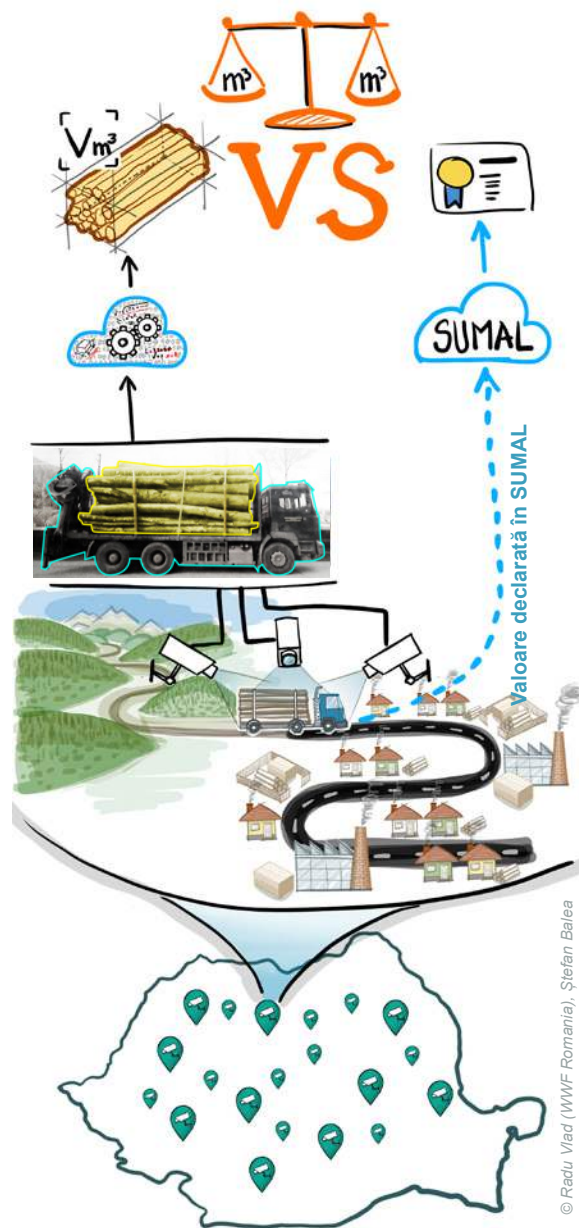 m³
m³
Vm³
VS
SUMAL
Valoare declarată în SUMAL
© Radu Vlad (WWF Romania), Ștefan Balea